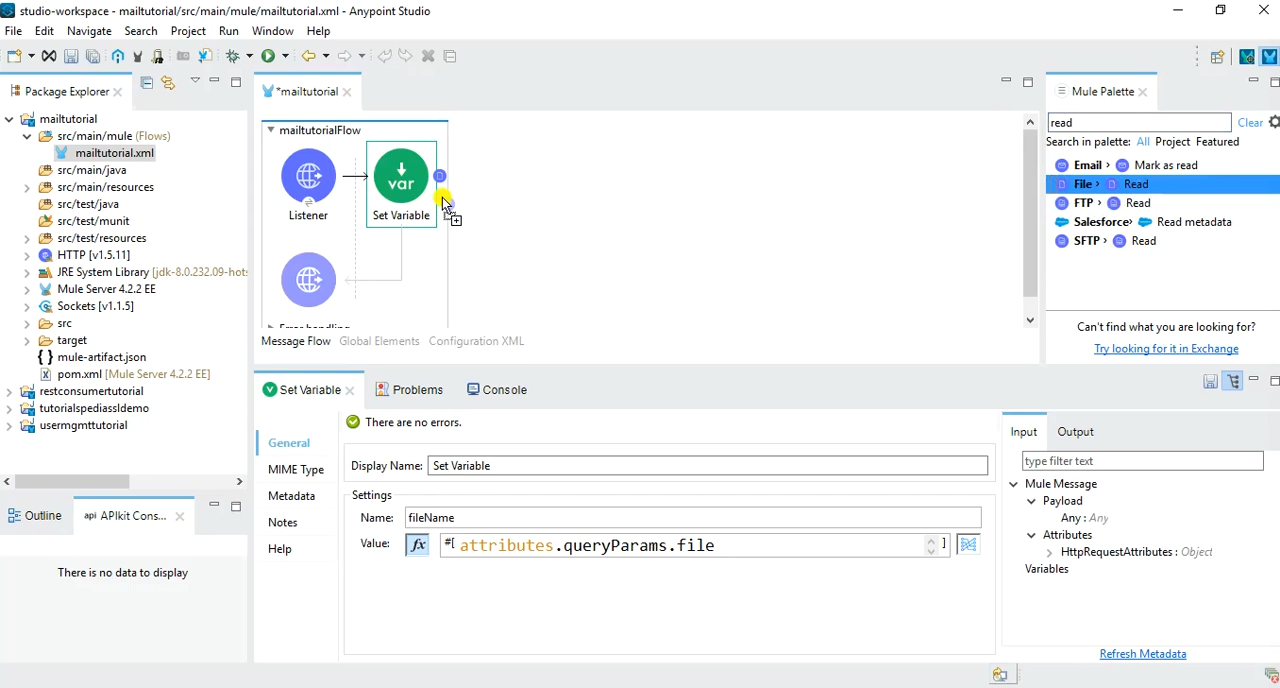 studio-workspace - mailtutorial/src/main/mule/mailtutorial.xml - Anypoint Studio
File Edit Navigate Search Project Run Window Help
Package Explorer
mailtutorial
src/main/mule (Flows)
mailtutorial.xml
src/main/java
src/main/resources
src/test/java
src/test/munit
src/test/resources
HTTP [v1.5.11]
JRE System Library [jdk-8.0.232.09-hots
Mule Server 4.2.2 EE
Sockets [v1.1.5]
src
target
mule-artifact.json
pom.xml [Mule Server 4.2.2 EE]
restconsumertutorial
tutorialspediassldemo
usermgmttutorial
Outline
api APIkit Cons...
There is no data to display
*mailtutorial
mailtutorialFlow
Listener
var
Set Variable
Error handling
Message Flow Global Elements Configuration XML
Mule Palette
read
Clear
Search in palette: All Project Featured
Email › Mark as read
File › Read
FTP › Read
Salesforce› Read metadata
SFTP › Read
Can't find what you are looking for?
Try looking for it in Exchange
Set Variable Problems Console
There are no errors.
General
MIME Type
Metadata
Notes
Help
Display Name: Set Variable
Settings
Name: fileName
Value: fx #[ attributes.queryParams.file ]
Input Output
type filter text
Mule Message
Payload
Any : Any
Attributes
HttpRequestAttributes : Object
Variables
Refresh Metadata